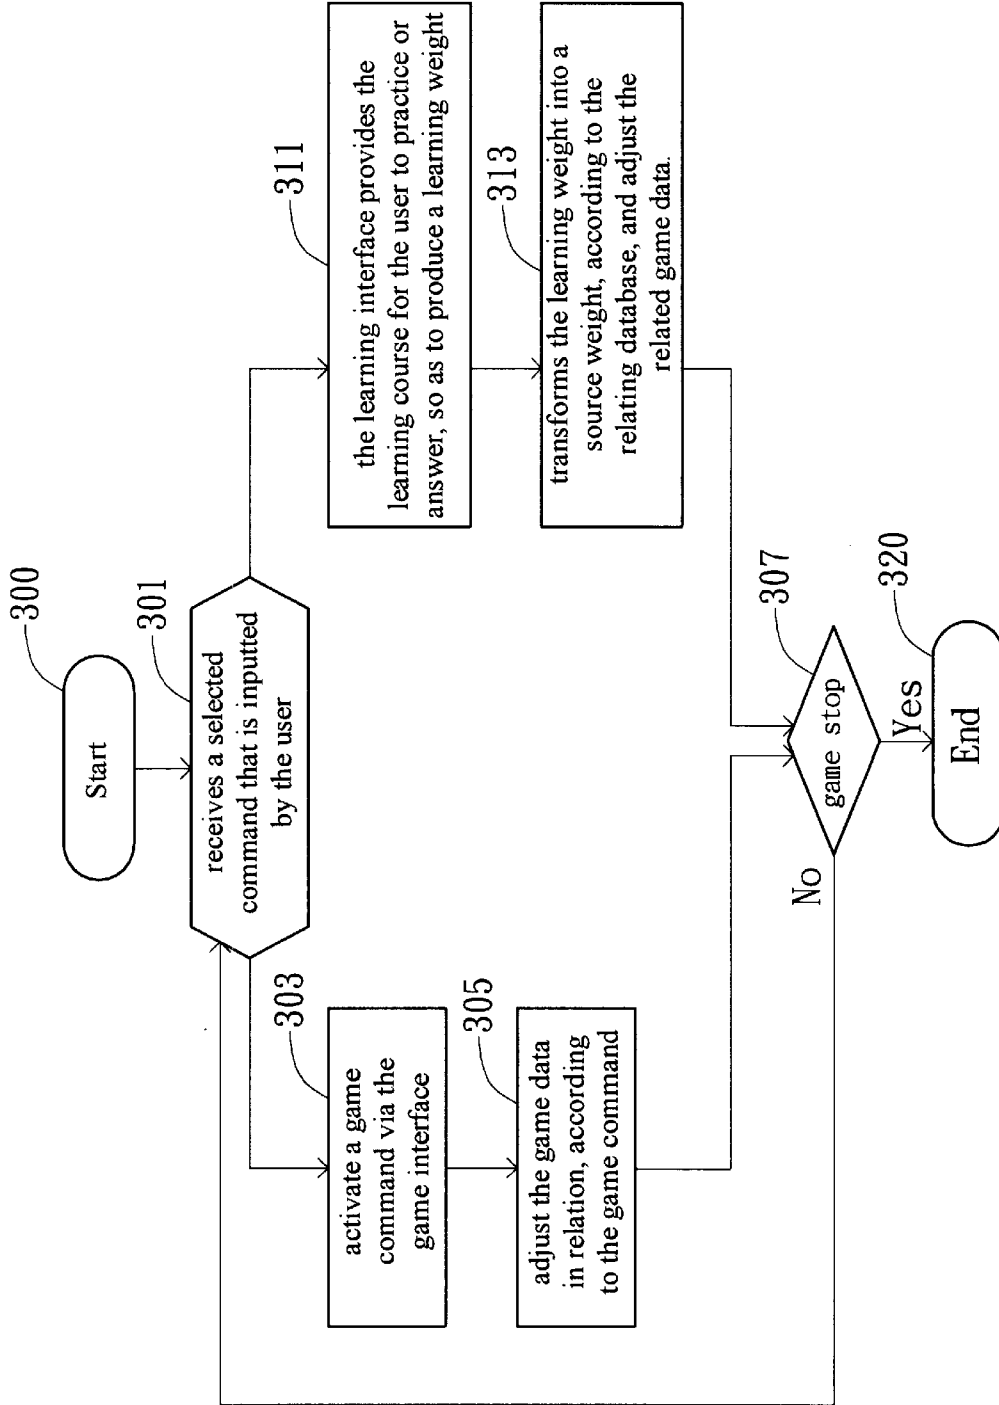 300
Start
301
receives a selected
command that is inputted
by the user
303
activate a game
command via the
game interface
305
adjust the game data
in relation, according
to the game command
311
the learning interface provides the
learning course for the user to practice or
answer, so as to produce a learning weight
313
transforms the learning weight into a
source weight, according to the
relating database, and adjust the
related game data.
307
game stop
No
Yes
320
End